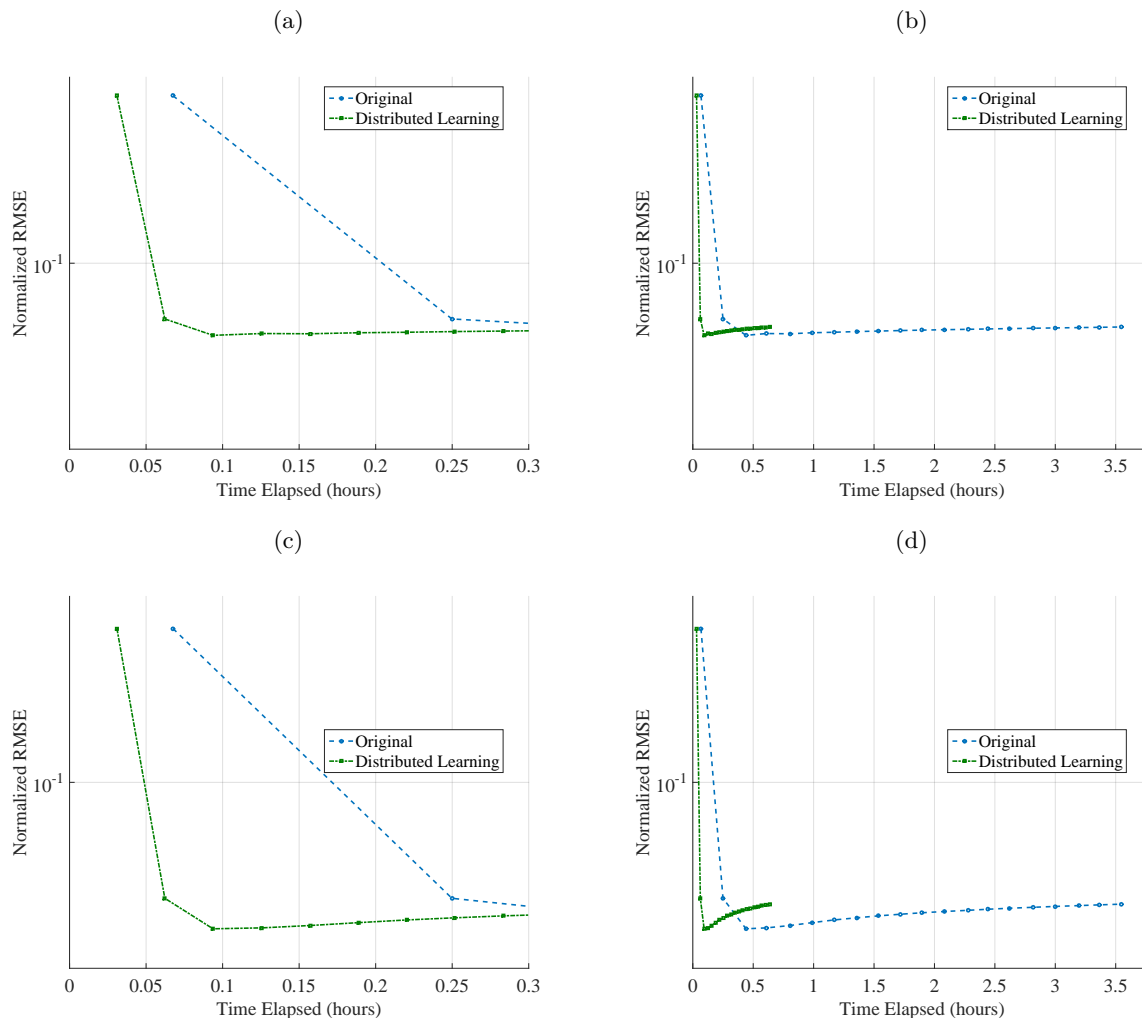 (a)
Original
Distributed Learning
Normalized RMSE
10^-1
0 0.05 0.1 0.15 0.2 0.25 0.3
Time Elapsed (hours)
(b)
Original
Distributed Learning
Normalized RMSE
10^-1
0 0.5 1 1.5 2 2.5 3 3.5
Time Elapsed (hours)
(c)
Original
Distributed Learning
Normalized RMSE
10^-1
0 0.05 0.1 0.15 0.2 0.25 0.3
Time Elapsed (hours)
(d)
Original
Distributed Learning
Normalized RMSE
10^-1
0 0.5 1 1.5 2 2.5 3 3.5
Time Elapsed (hours)